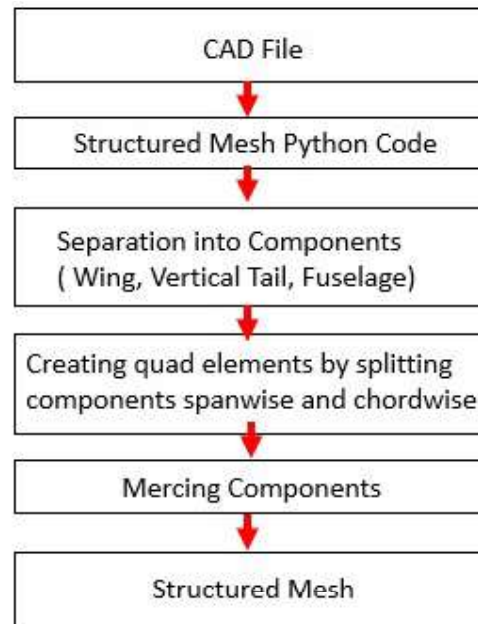 CAD File
Structured Mesh Python Code
Separation into Components
( Wing, Vertical Tail, Fuselage)
Creating quad elements by splitting
components spanwise and chordwise
Mercing Components
Structured Mesh